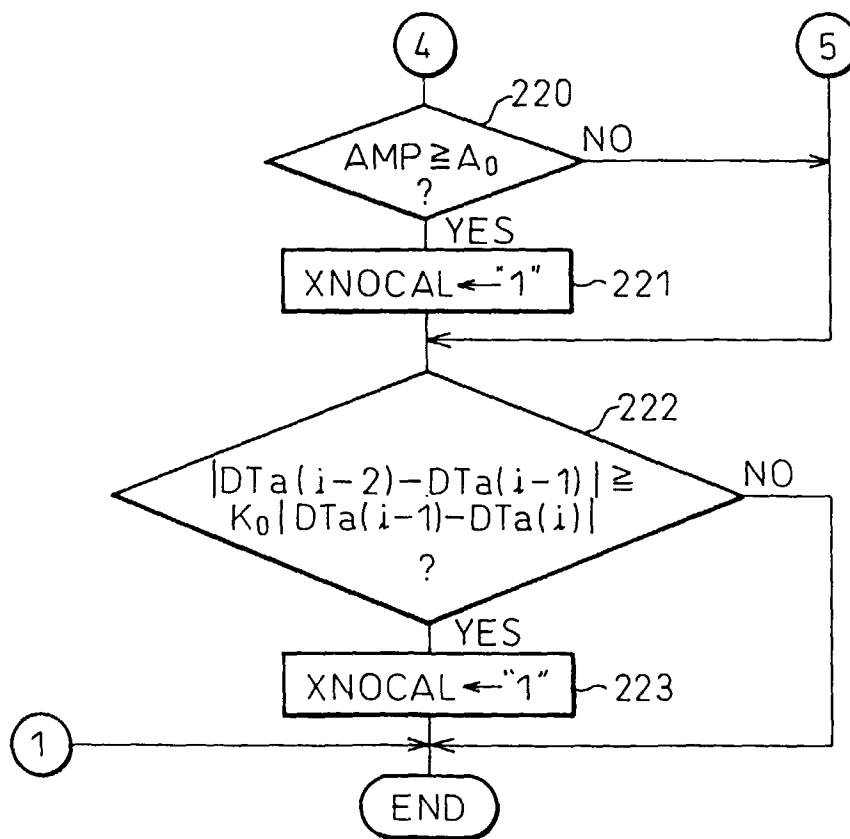 4
5
220
AMP≧A₀
?
NO
YES
XNOCAL←"1"
221
222
|DTa(i-2)-DTa(i-1)|≧
K₀|DTa(i-1)-DTa(i)|
?
NO
YES
XNOCAL←"1"
223
1
END